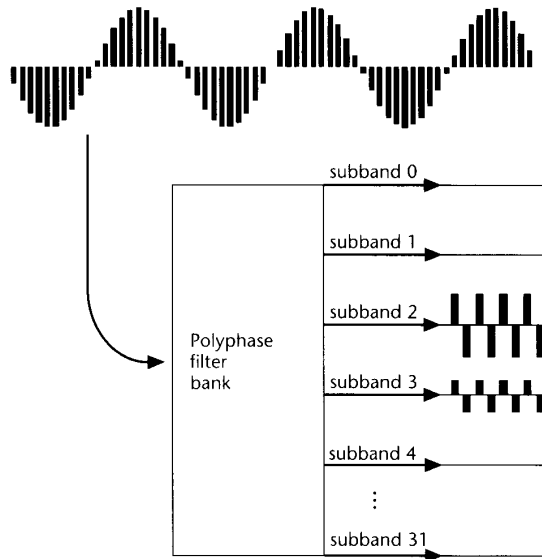 subband 0
subband 1
subband 2
Polyphase
filter
bank
subband 3
subband 4
⋮
subband 31